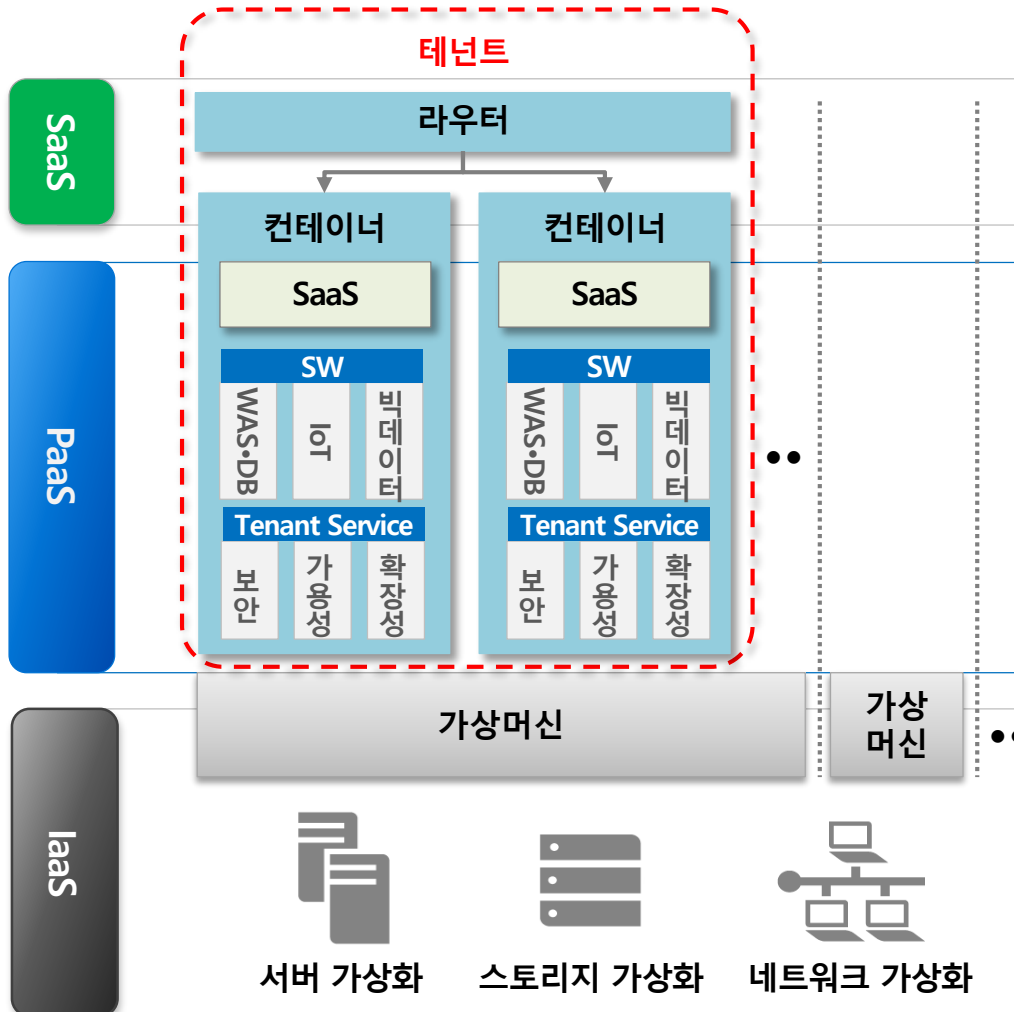 테넌트
SaaS
라우터
컨테이너
컨테이너
SaaS
SaaS
PaaS
SW
SW
WAS•DB
IoT
빅데이터
WAS•DB
IoT
빅데이터
Tenant Service
Tenant Service
보안
가용성
확장성
보안
가용성
확장성
IaaS
가상머신
가상
머신
서버 가상화
스토리지 가상화
네트워크 가상화